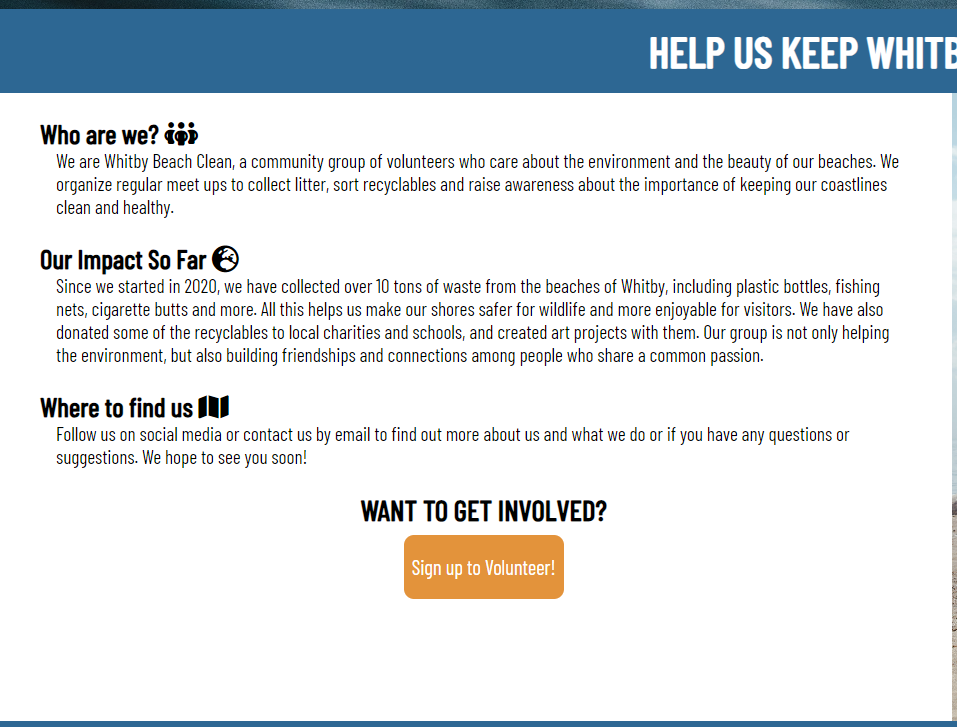 HELP US KEEP WHITB
Who are we?
We are Whitby Beach Clean, a community group of volunteers who care about the environment and the beauty of our beaches. We
organize regular meet ups to collect litter, sort recyclables and raise awareness about the importance of keeping our coastlines
clean and healthy.
Our Impact So Far
Since we started in 2020, we have collected over 10 tons of waste from the beaches of Whitby, including plastic bottles, fishing
nets, cigarette butts and more. All this helps us make our shores safer for wildlife and more enjoyable for visitors. We have also
donated some of the recyclables to local charities and schools, and created art projects with them. Our group is not only helping
the environment, but also building friendships and connections among people who share a common passion.
Where to find us
Follow us on social media or contact us by email to find out more about us and what we do or if you have any questions or
suggestions. We hope to see you soon!
WANT TO GET INVOLVED?
Sign up to Volunteer!